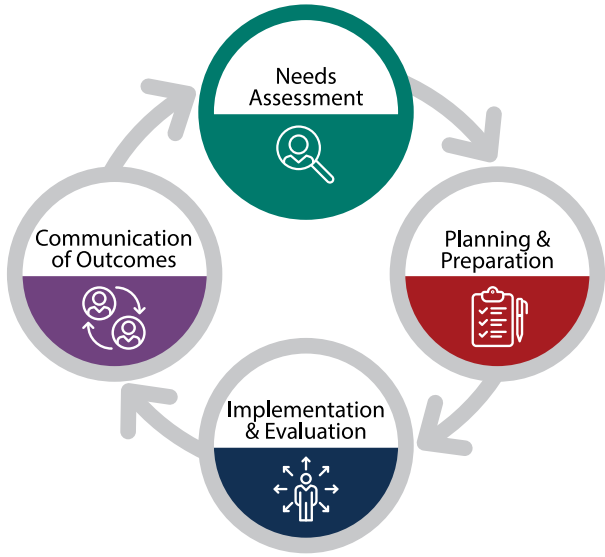 Needs
Assessment
Planning &
Preparation
Implementation
& Evaluation
Communication
of Outcomes